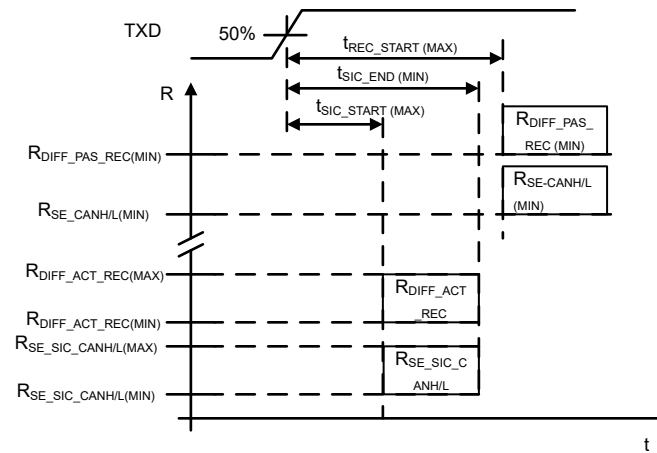 TXD
50%
tREC_START (MAX)
tSIC_END (MIN)
tSIC_START (MAX)
R
RDIFF_PAS_
REC (MIN)
RDIFF_PAS_REC(MIN)
RSE-CANH/L
(MIN)
RSE_CANH/L(MIN)
RDIFF_ACT_REC(MAX)
RDIFF_ACT
_REC
RDIFF_ACT_REC(MIN)
RSE_SIC_CANH/L(MAX)
RSE_SIC_C
ANH/L
RSE_SIC_CANH/L(MIN)
t